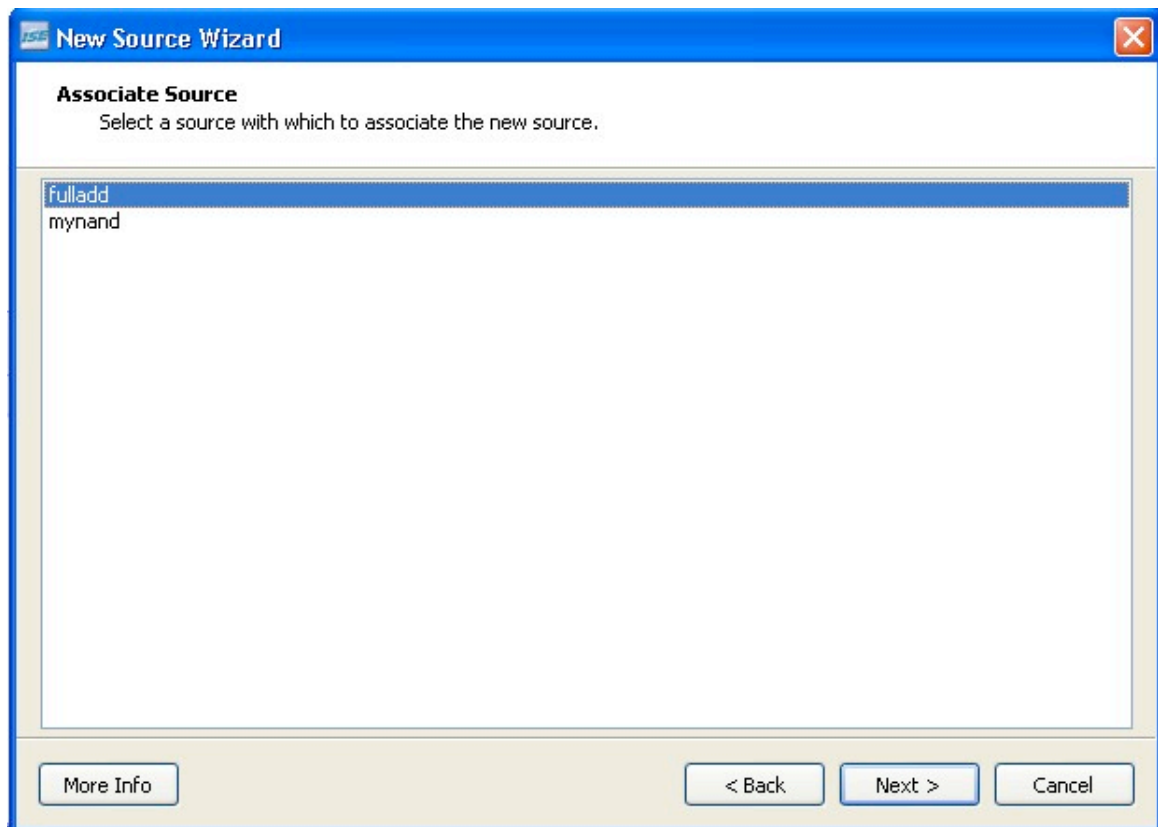 ISE New Source Wizard
Associate Source
Select a source with which to associate the new source.
fulladd
mynand
More Info
< Back
Next >
Cancel